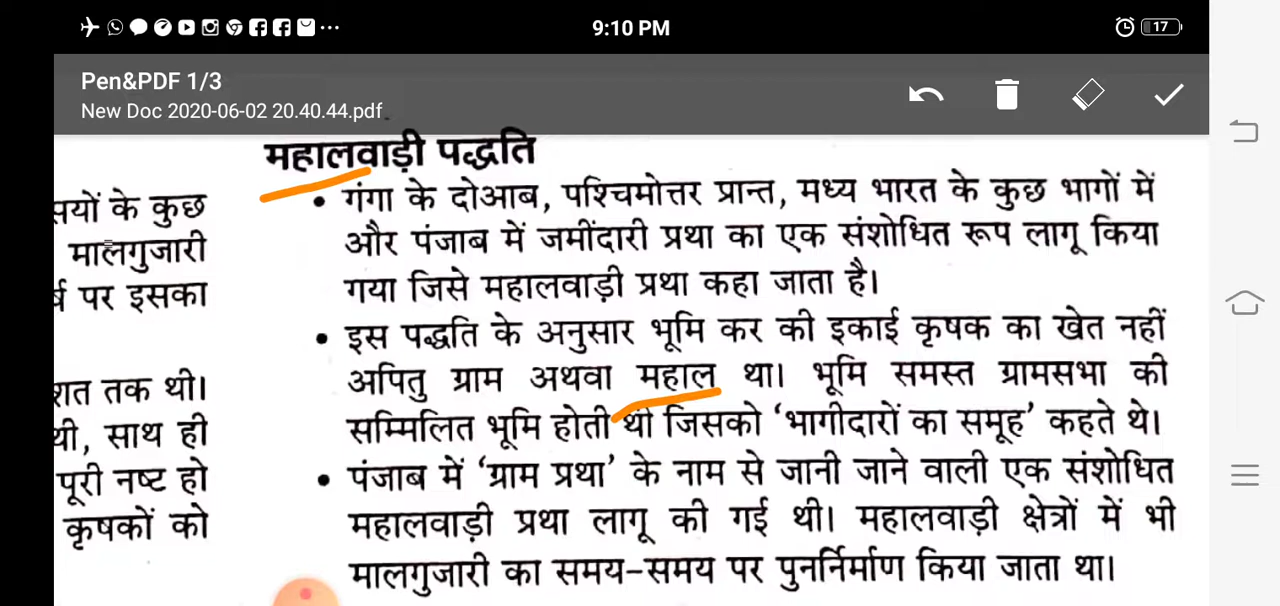 9:10 PM
17
Pen&PDF 1/3
New Doc 2020-06-02 20.40.44.pdf
महालवाड़ी पद्धति
• गंगा के दोआब, पश्चिमोत्तर प्रान्त, मध्य भारत के कुछ भागों में
और पंजाब में जमींदारी प्रथा का एक संशोधित रूप लागू किया
गया जिसे महालवाड़ी प्रथा कहा जाता है।
• इस पद्धति के अनुसार भूमि कर की इकाई कृषक का खेत नहीं
अपितु ग्राम अथवा महाल था। भूमि समस्त ग्रामसभा की
सम्मिलित भूमि होती थी जिसको ‘भागीदारों का समूह’ कहते थे।
• पंजाब में ‘ग्राम प्रथा’ के नाम से जानी जाने वाली एक संशोधित
महालवाड़ी प्रथा लागू की गई थी। महालवाड़ी क्षेत्रों में भी
मालगुजारी का समय-समय पर पुनर्निर्माण किया जाता था।
के कुछ
मालगुजारी
पर इसका
तक थी।
साथ ही
पूरी नष्ट हो
कृषकों को